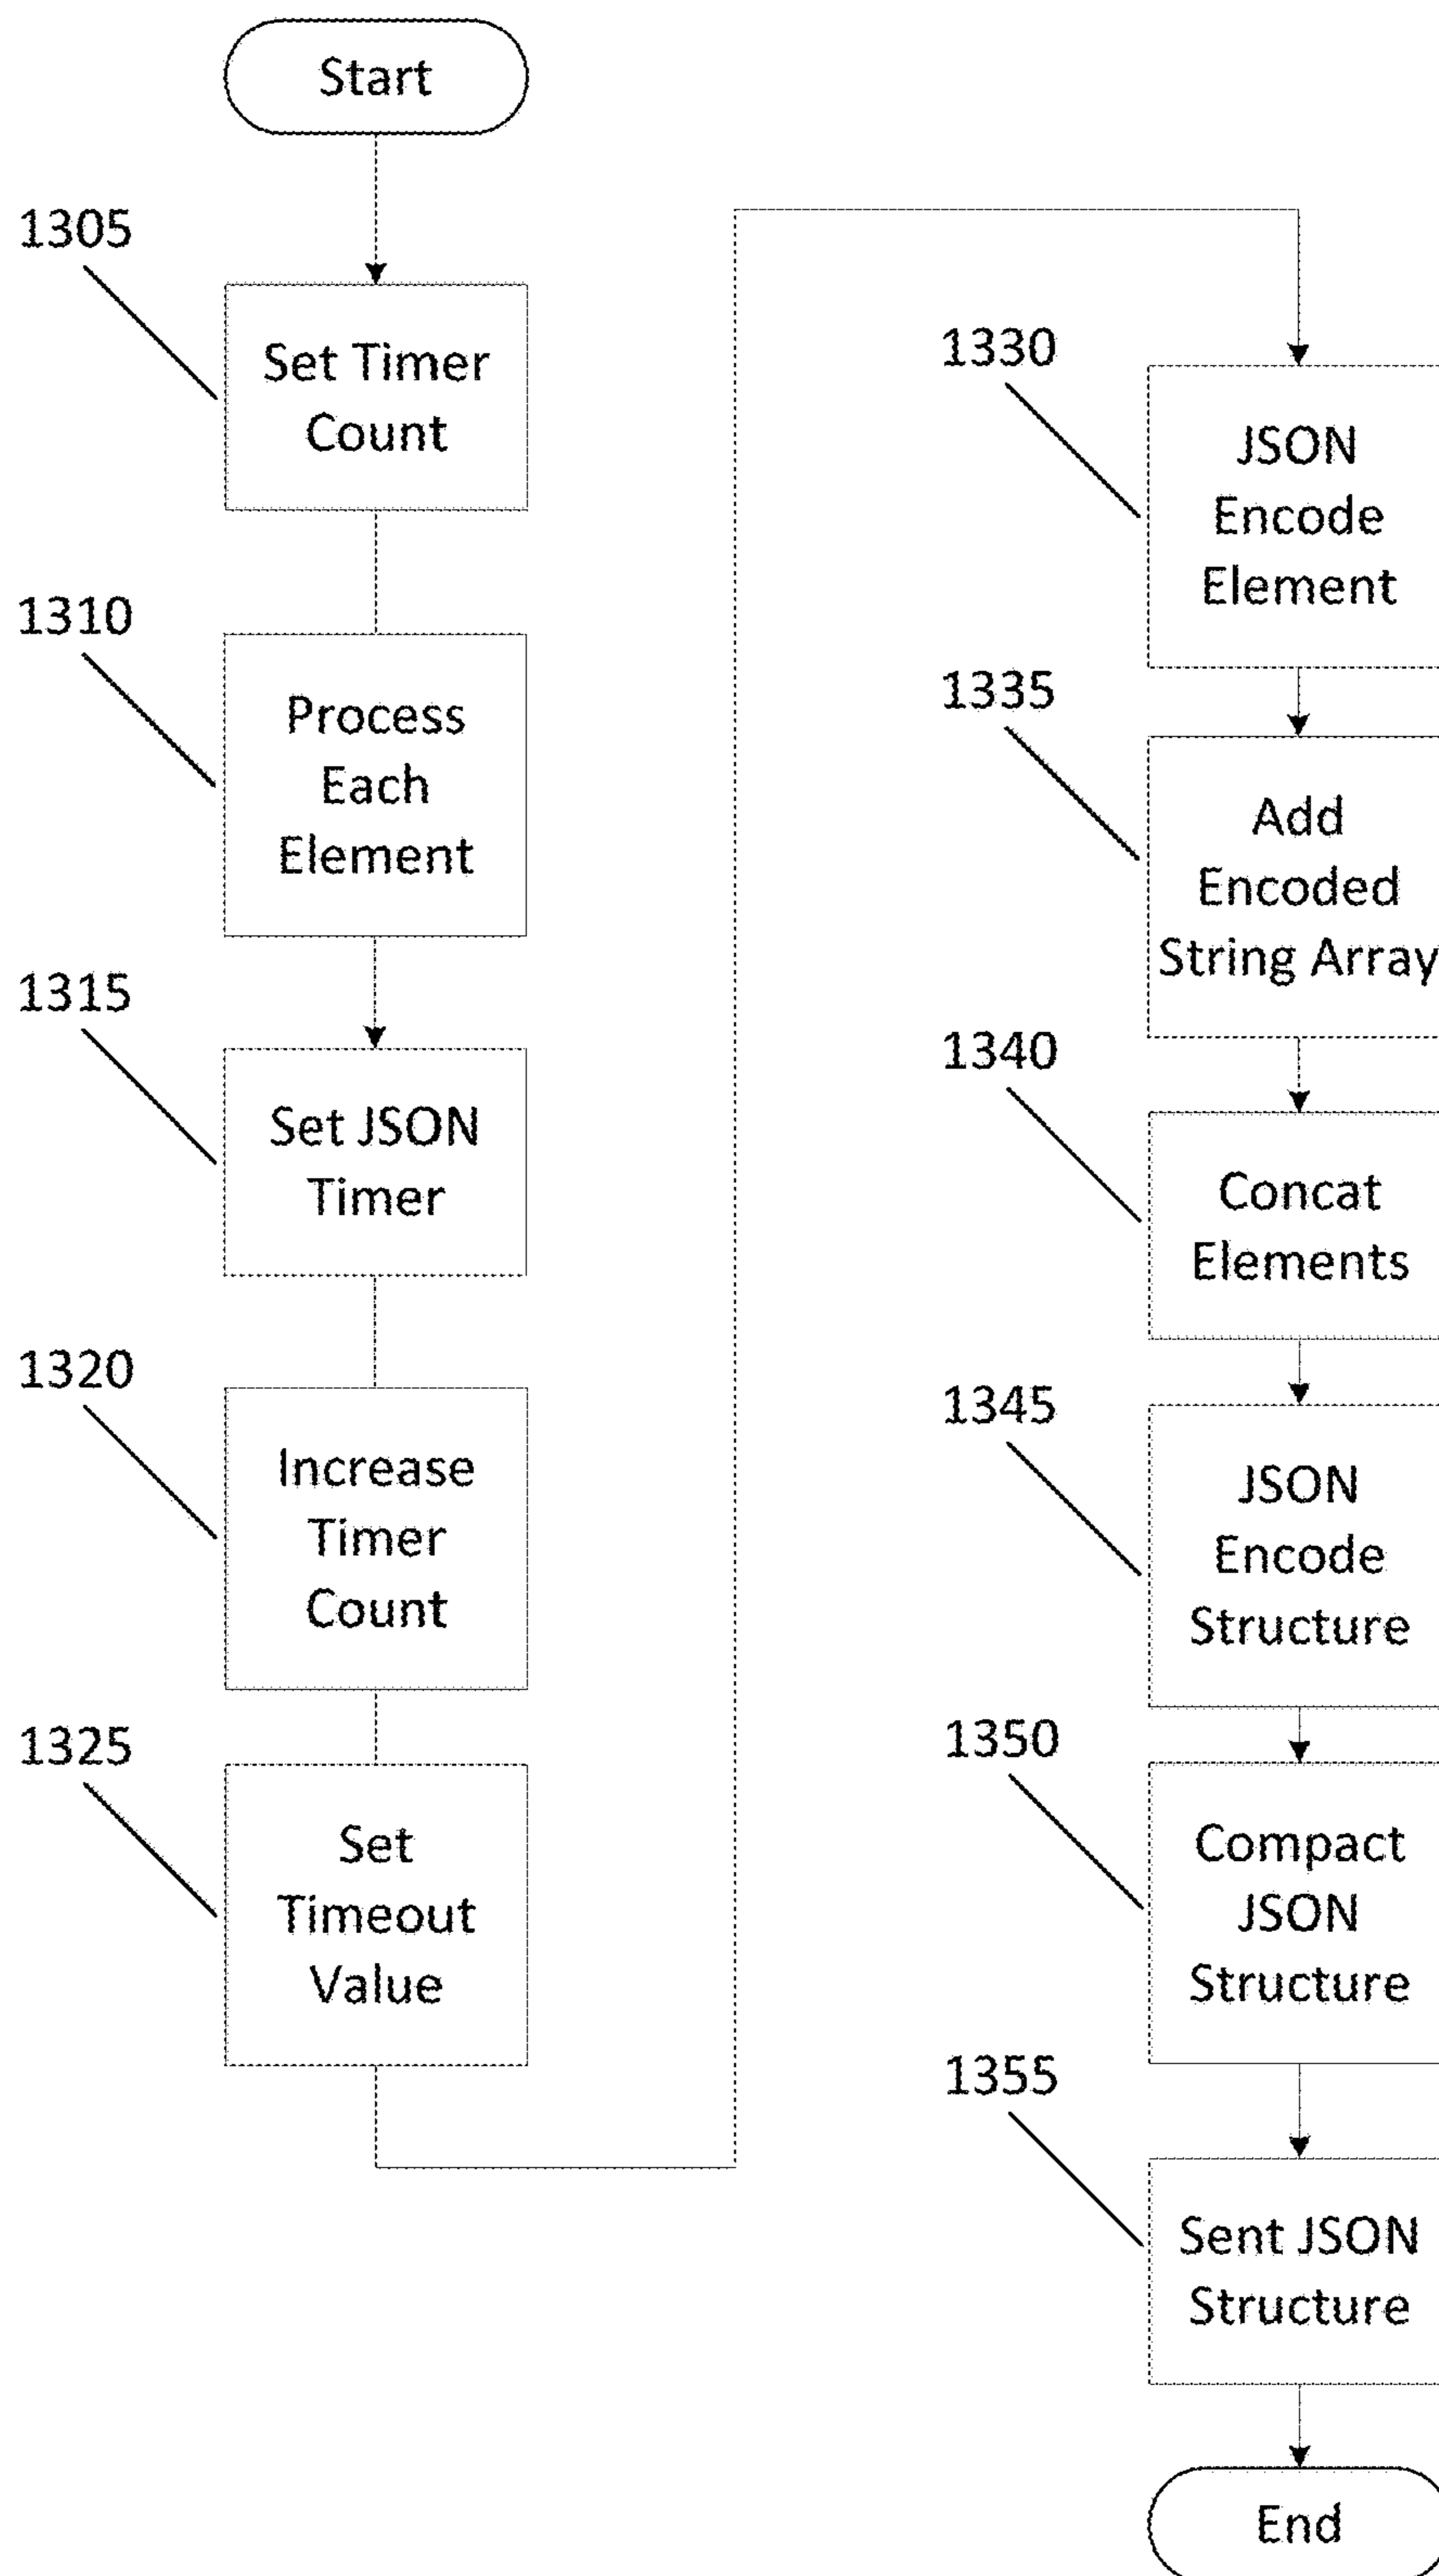 Start
1305
Set Timer
Count
1310
Process
Each
Element
1315
Set JSON
Timer
1320
Increase
Timer
Count
1325
Set
Timeout
Value
1330
JSON
Encode
Element
1335
Add
Encoded
String Array
1340
Concat
Elements
1345
JSON
Encode
Structure
1350
Compact
JSON
Structure
1355
Sent JSON
Structure
End